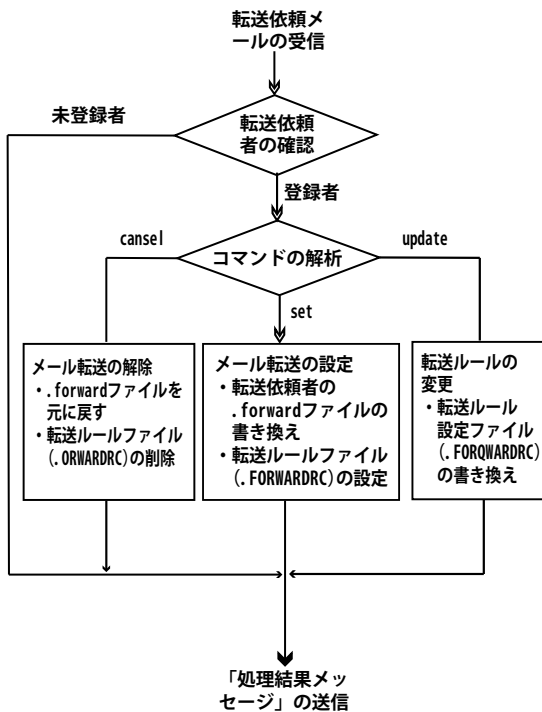 転送依頼メ
ールの受信
未登録者
転送依頼
者の確認
登録者
cansel
コマンドの解析
update
set
メール転送の解除
・.forwardファイルを
元に戻す
・転送ルールファイル
(.ORWARDRC)の削除
メール転送の設定
・転送依頼者の
.forwardファイルの
書き換え
・転送ルールファイル
(.FORWARDRC)の設定
転送ルールの
変更
・転送ルール
設定ファイル
(.FORQWARDRC)
の書き換え
「処理結果メッ
セージ」の送信